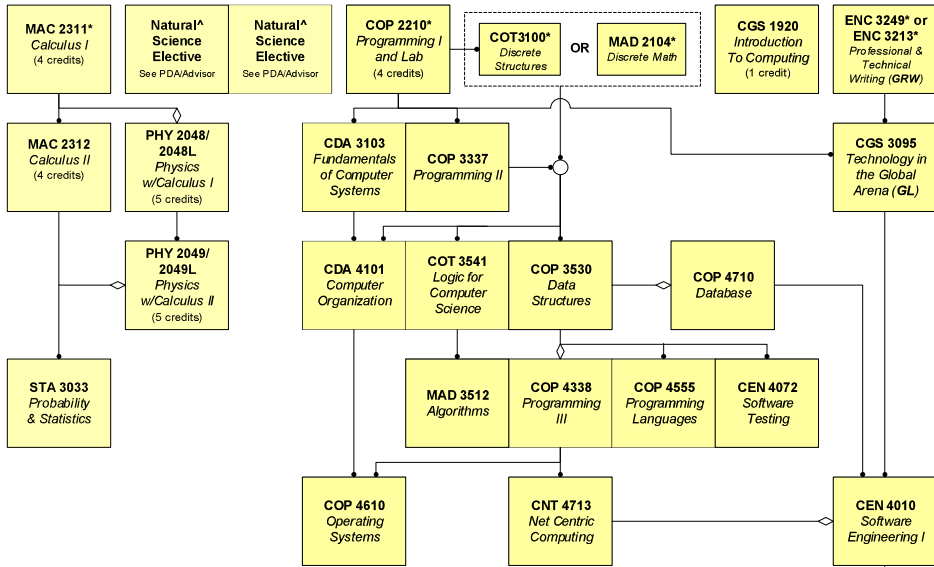 MAC 2311*
Calculus I
(4 credits)
Natural^
Science
Elective
See PDA/Advisor
Natural^
Science
Elective
See PDA/Advisor
COP 2210*
Programming I
and Lab
(4 credits)
COT3100*
Discrete
Structures
OR
MAD 2104*
Discrete Math
CGS 1920
Introduction
To Computing
(1 credit)
ENC 3249* or
ENC 3213*
Professional &
Technical
Writing (GRW)
MAC 2312
Calculus II
(4 credits)
PHY 2048/
2048L
Physics
w/Calculus I
(5 credits)
CDA 3103
Fundamentals
of Computer
Systems
COP 3337
Programming II
CGS 3095
Technology in
the Global
Arena (GL)
PHY 2049/
2049L
Physics
w/Calculus II
(5 credits)
CDA 4101
Computer
Organization
COT 3541
Logic for
Computer
Science
COP 3530
Data
Structures
COP 4710
Database
STA 3033
Probability
& Statistics
MAD 3512
Algorithms
COP 4338
Programming
III
COP 4555
Programming
Languages
CEN 4072
Software
Testing
COP 4610
Operating
Systems
CNT 4713
Net Centric
Computing
CEN 4010
Software
Engineering I